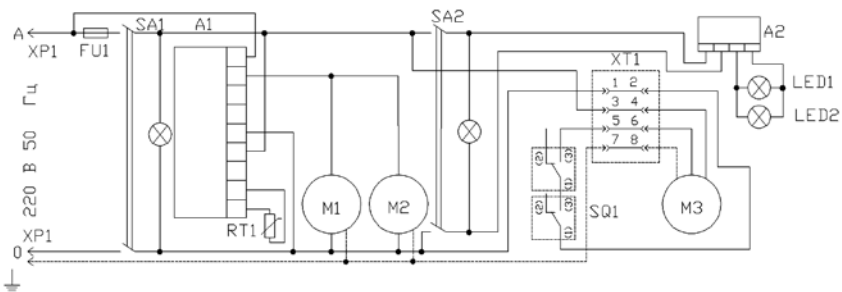 A
XP1
FU1
SA1
A1
SA2
A2
XT1
1 2
3 4
5 6
7 8
LED1
LED2
220 В 50 Гц
(2)
(3)
(1)
(2)
(3)
(1)
SQ1
M1
M2
M3
RT1
XP1
0